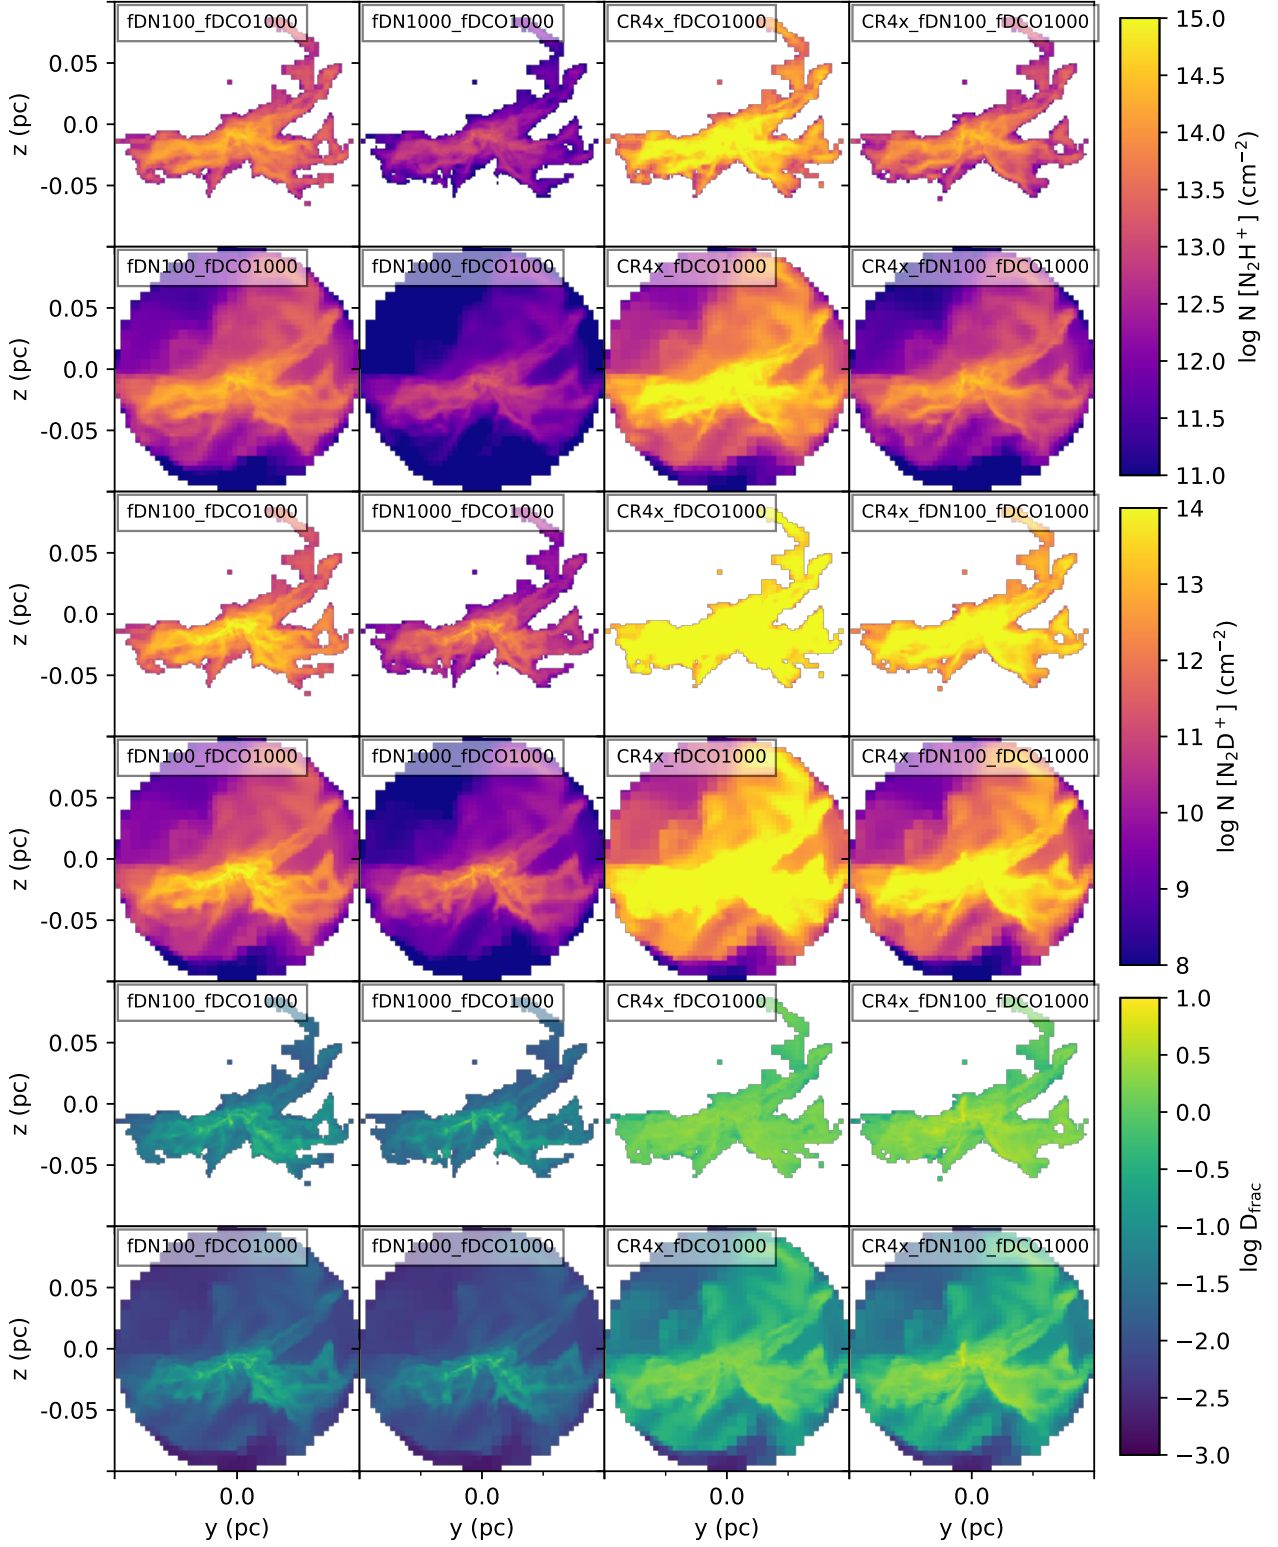 fDN100_fDCO1000 fDN1000_fDCO1000 CR4x_fDCO1000 CR4x_fDN100_fDCO1000
0.05
0.0
-0.05
z (pc)
fDN100_fDCO1000 fDN1000_fDCO1000 CR4x_fDCO1000 CR4x_fDN100_fDCO1000
0.05
0.0
-0.05
z (pc)
15.0
14.5
14.0
13.5
13.0
12.5
12.0
11.5
11.0
log N [N₂H⁺] (cm⁻²)
fDN100_fDCO1000 fDN1000_fDCO1000 CR4x_fDCO1000 CR4x_fDN100_fDCO1000
0.05
0.0
-0.05
z (pc)
fDN100_fDCO1000 fDN1000_fDCO1000 CR4x_fDCO1000 CR4x_fDN100_fDCO1000
0.05
0.0
-0.05
z (pc)
14
13
12
11
10
9
8
log N [N₂D⁺] (cm⁻²)
fDN100_fDCO1000 fDN1000_fDCO1000 CR4x_fDCO1000 CR4x_fDN100_fDCO1000
0.05
0.0
-0.05
z (pc)
fDN100_fDCO1000 fDN1000_fDCO1000 CR4x_fDCO1000 CR4x_fDN100_fDCO1000
0.05
0.0
-0.05
z (pc)
1.0
0.5
0.0
−0.5
−1.0
−1.5
−2.0
−2.5
−3.0
log D_frac
0.0 0.0 0.0 0.0
y (pc) y (pc) y (pc) y (pc)